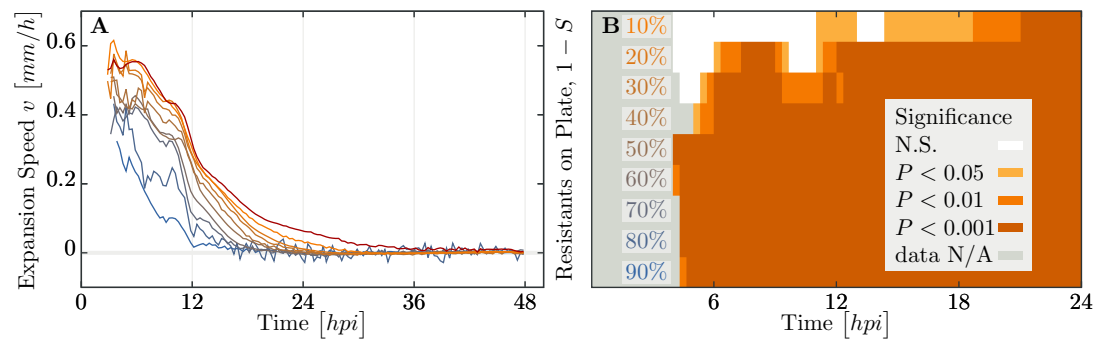 A
Expansion Speed v [mm/h]
0.6
0.4
0.2
0
0 12 24 36 48
Time [hpi]
B
Resistants on Plate, 1 − S
10%
20%
30%
40%
50%
60%
70%
80%
90%
Significance
N.S.
P < 0.05
P < 0.01
P < 0.001
data N/A
6 12 18 24
Time [hpi]